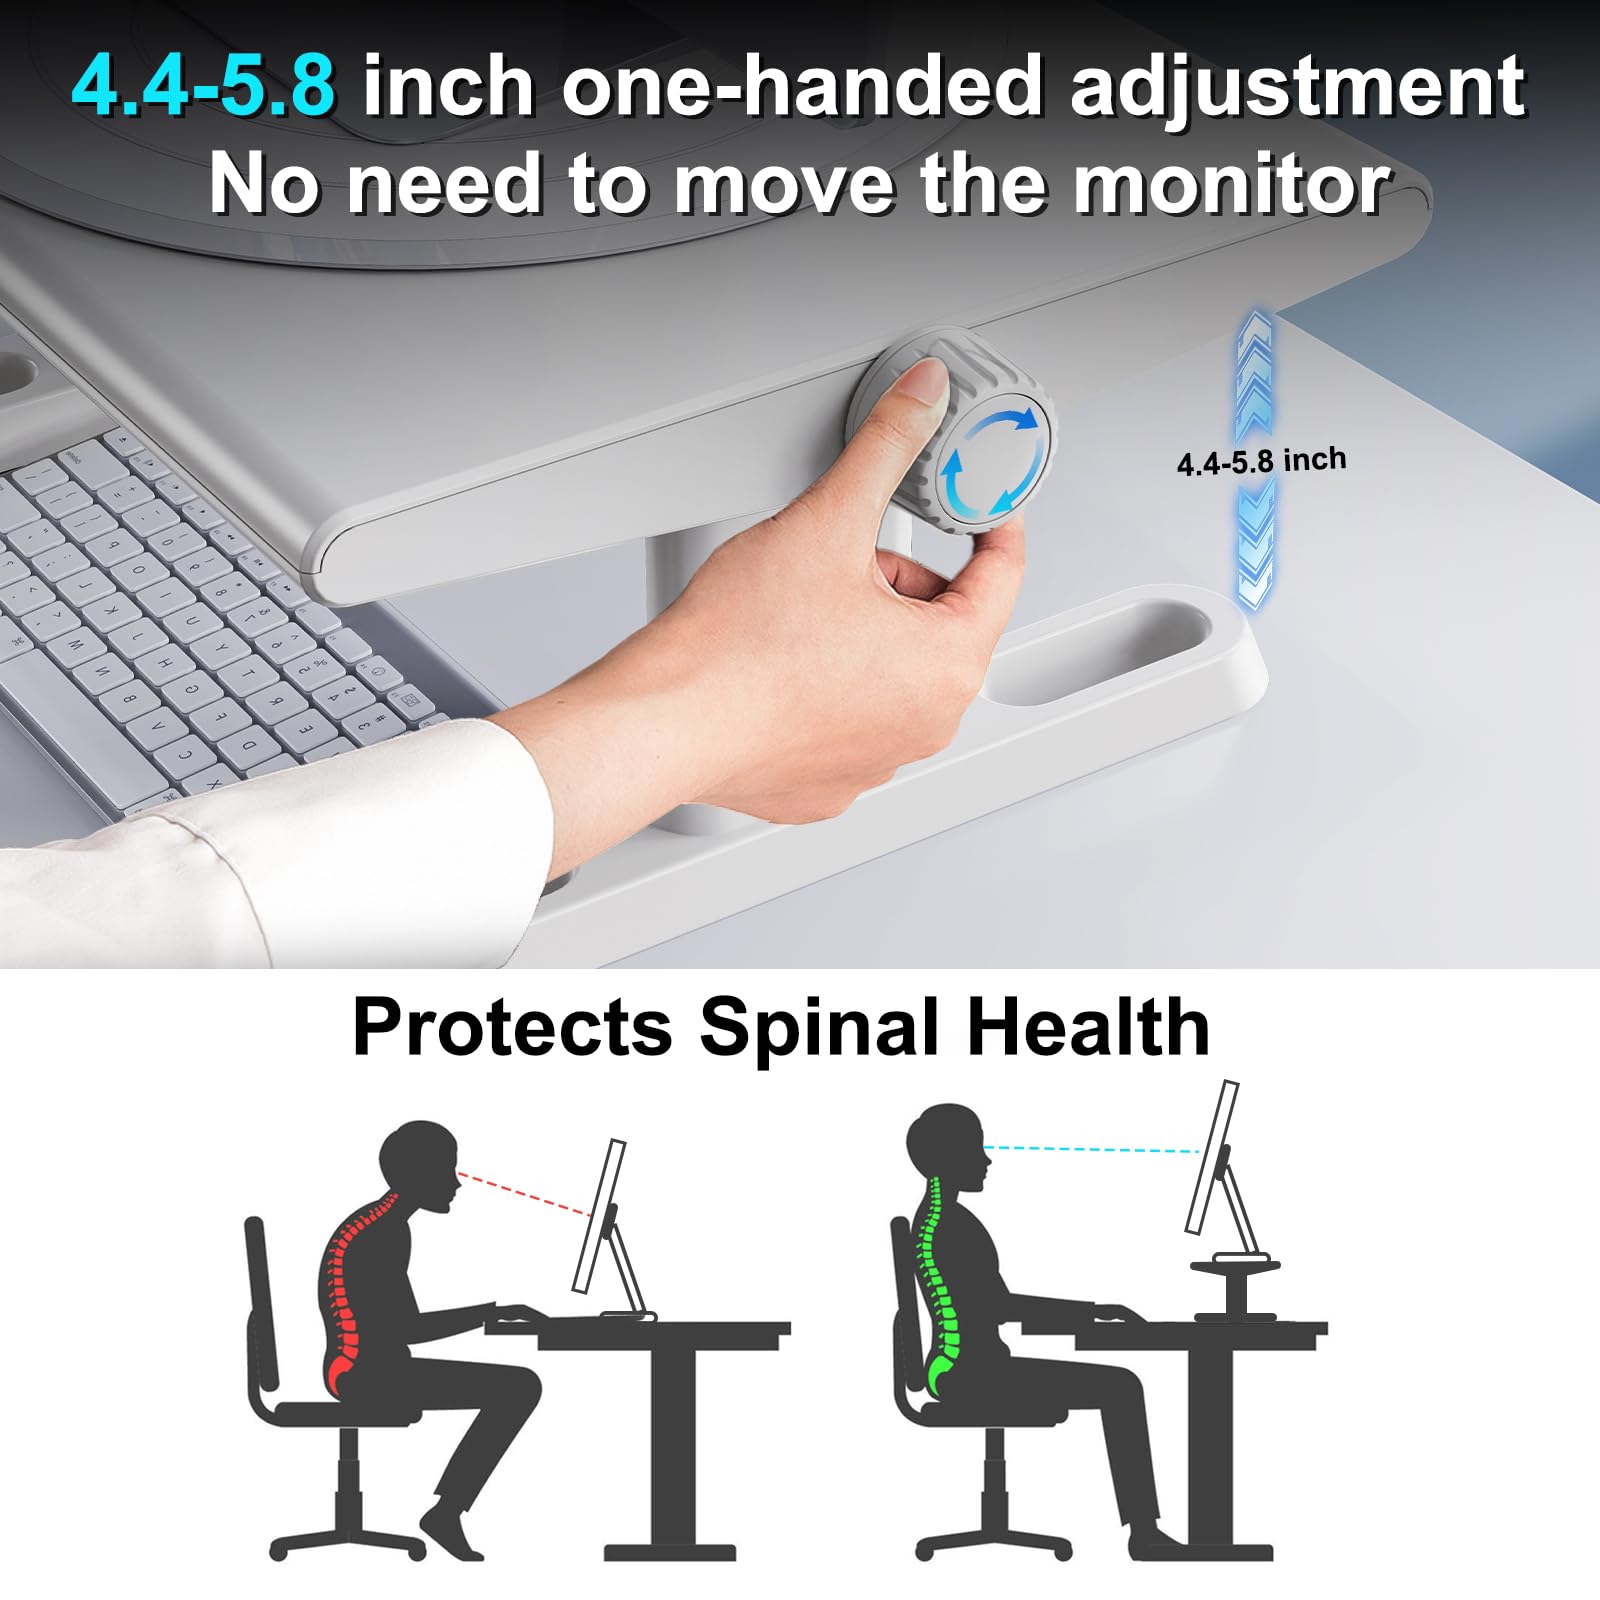 4.4-5.8 inch one-handed adjustment
No need to move the monitor
4.4-5.8 inch
Protects Spinal Health